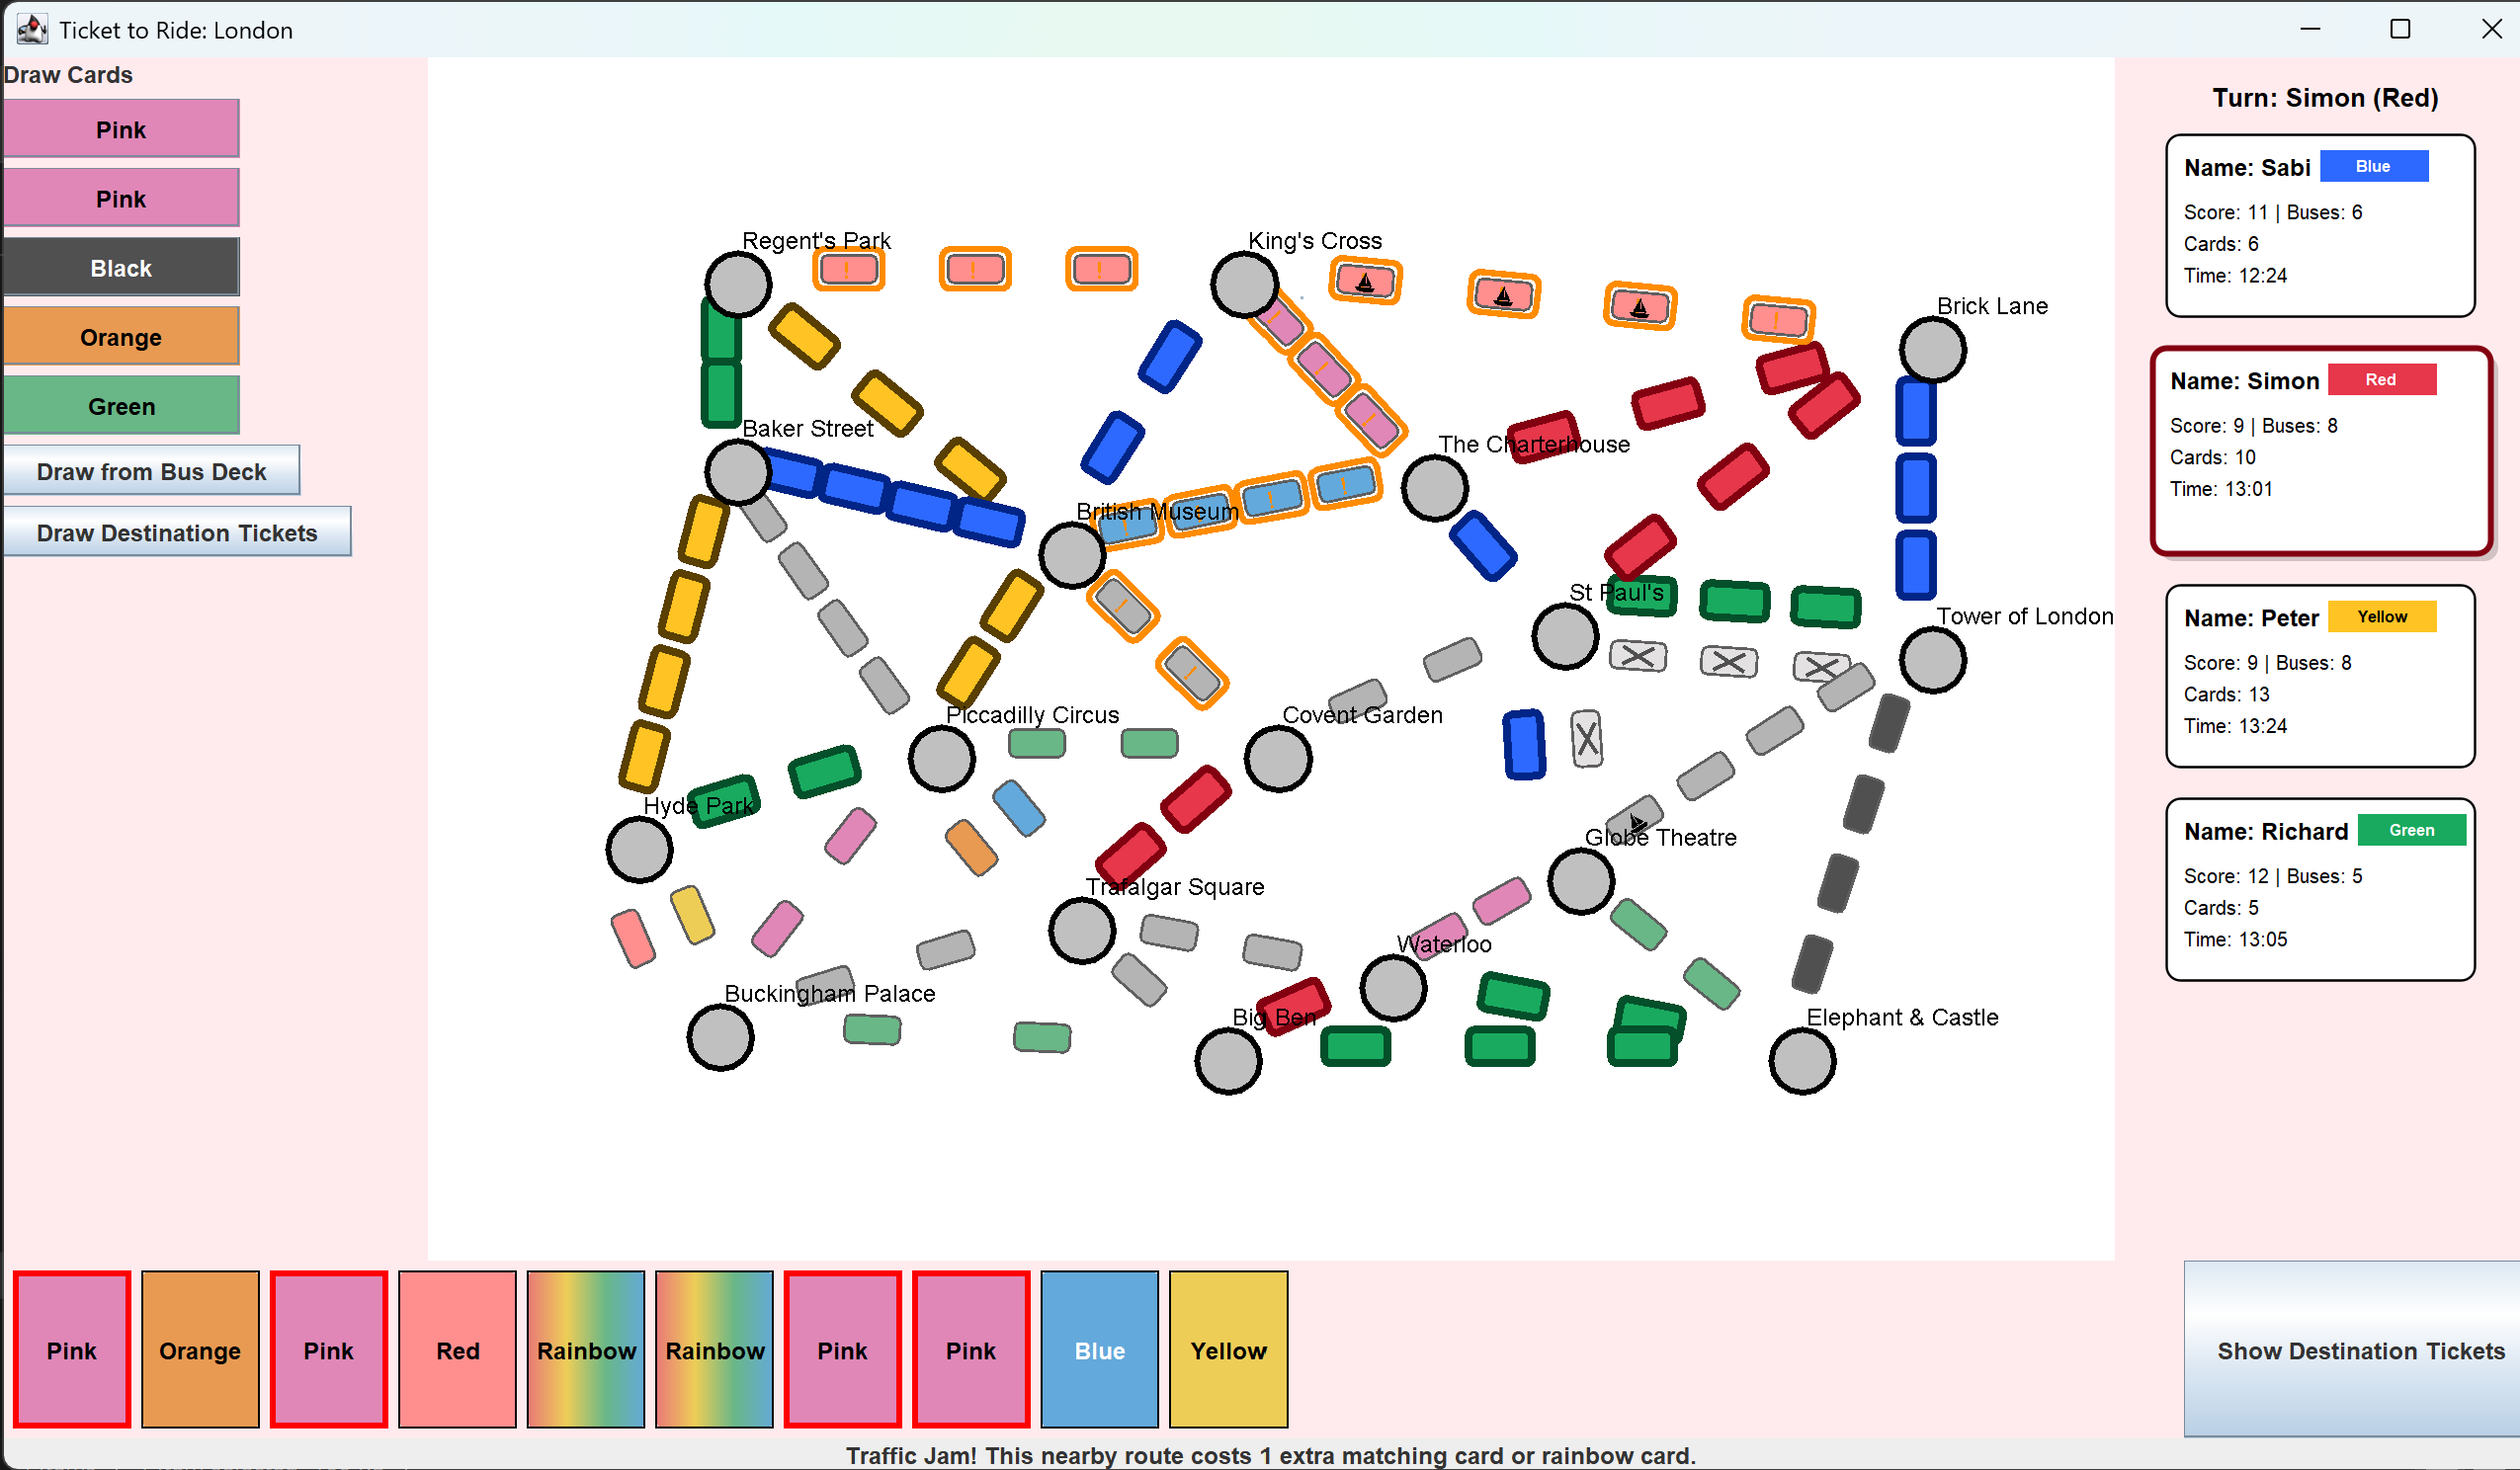 Ticket to Ride: London
Draw Cards
Pink
Pink
Black
Orange
Green
Draw from Bus Deck
Draw Destination Tickets
Regent's Park
King's Cross
Brick Lane
Baker Street
The Charterhouse
British Museum
St Paul's
Tower of London
Piccadilly Circus
Covent Garden
Hyde Park
Globe Theatre
Trafalgar Square
Waterloo
Buckingham Palace
Big Ben
Elephant & Castle
Turn: Simon (Red)
Name: Sabi Blue
Score: 11 | Buses: 6
Cards: 6
Time: 12:24
Name: Simon Red
Score: 9 | Buses: 8
Cards: 10
Time: 13:01
Name: Peter Yellow
Score: 9 | Buses: 8
Cards: 13
Time: 13:24
Name: Richard Green
Score: 12 | Buses: 5
Cards: 5
Time: 13:05
Pink Orange Pink Red Rainbow Rainbow Pink Pink Blue Yellow
Show Destination Tickets
Traffic Jam! This nearby route costs 1 extra matching card or rainbow card.